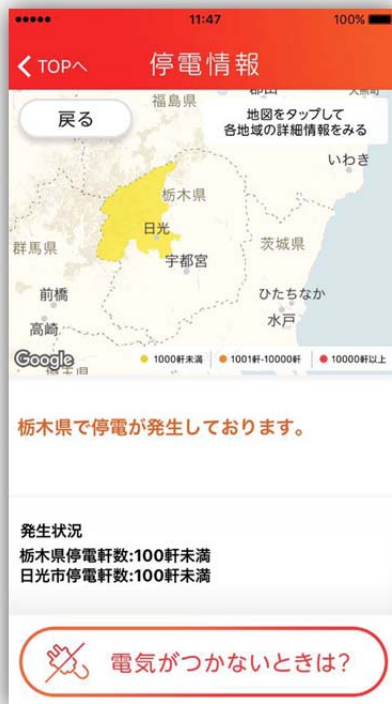 11:47
100%
TOPへ
停電情報
戻る
福島県
郡山
地図をタップして
各地域の詳細情報をみる
いわき
栃木県
日光
群馬県
茨城県
宇都宮
前橋
ひたちなか
高崎
水戸
Google
1000軒未満
1001軒-10000軒
10000軒以上
埼玉県
栃木県で停電が発生しております。
発生状況
栃木県停電軒数:100軒未満
日光市停電軒数:100軒未満
電気がつかないときは?